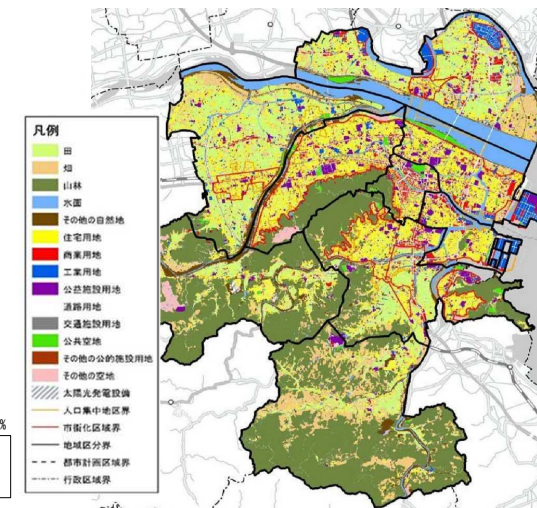 凡例
田
畑
山林
水面
その他の自然地
住宅用地
商業用地
工業用地
公益施設用地
道路用地
交通施設用地
公共空地
その他の公的施設用地
その他の空地
太陽光発電設備
人口集中地区界
市街化区域界
地域区分界
都市計画区域界
行政区域界
%